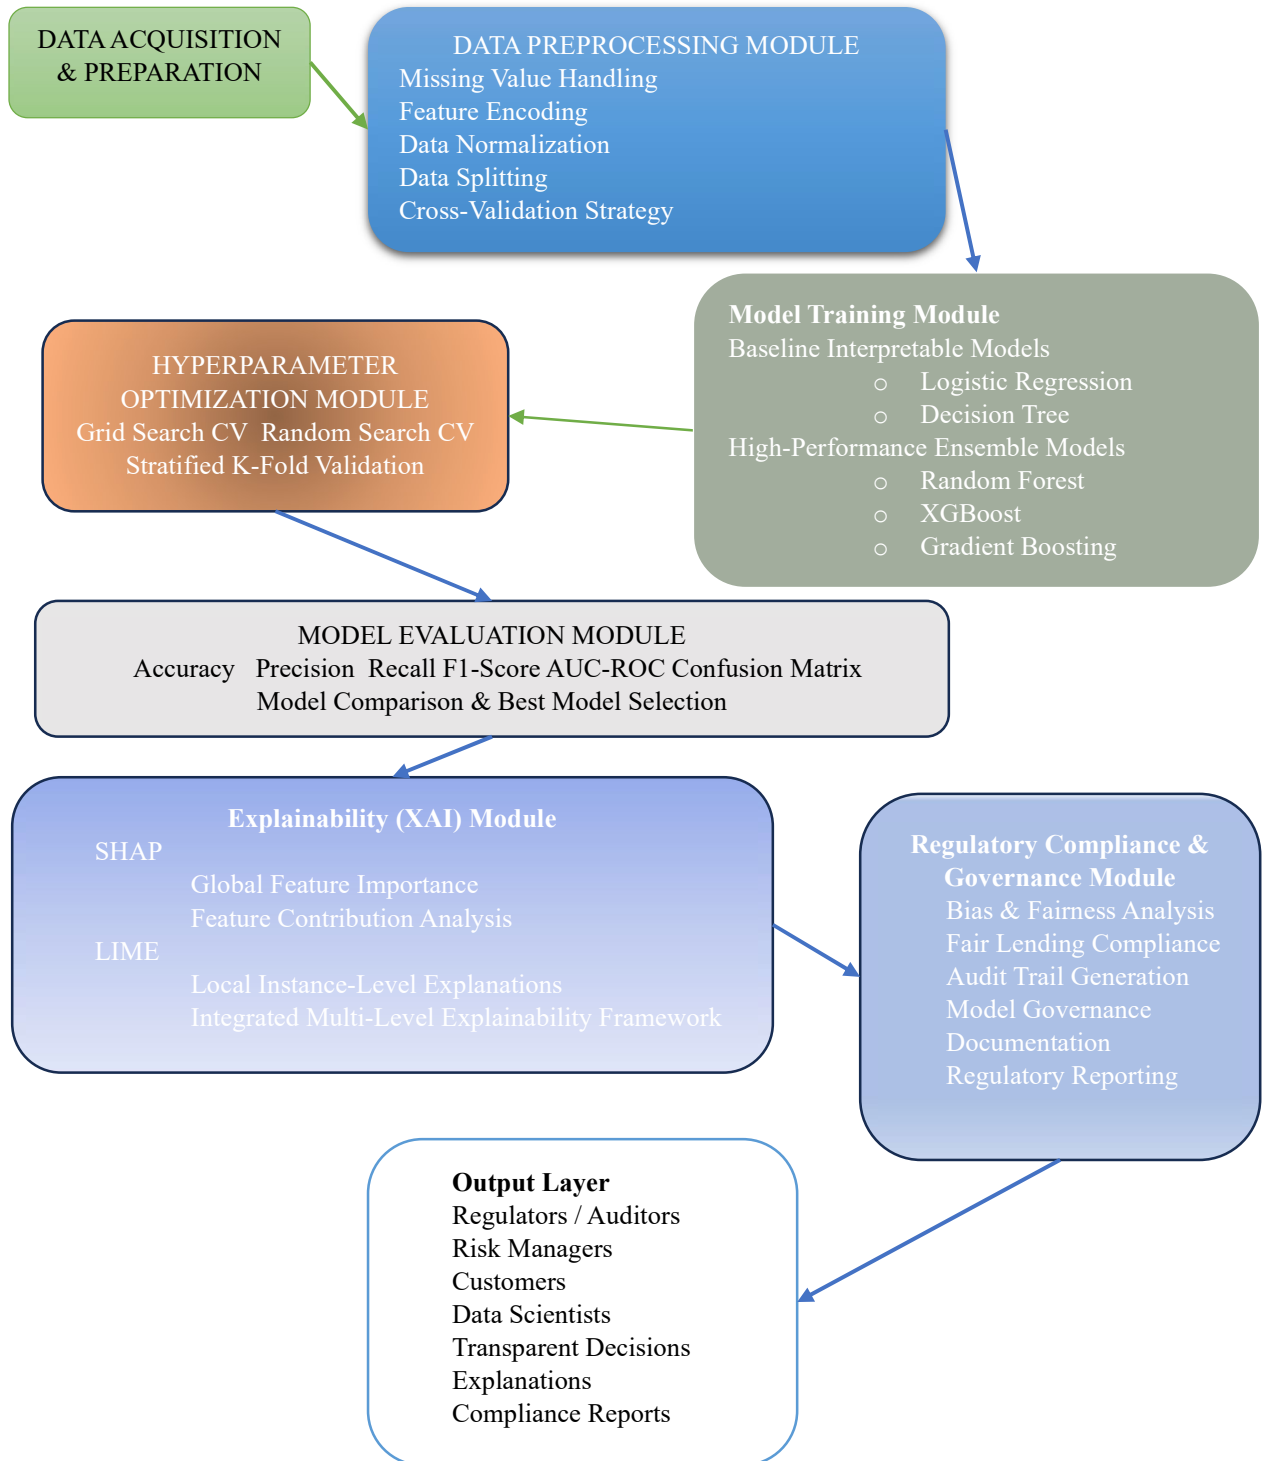 DATA ACQUISITION
& PREPARATION
DATA PREPROCESSING MODULE
Missing Value Handling
Feature Encoding
Data Normalization
Data Splitting
Cross-Validation Strategy
Model Training Module
Baseline Interpretable Models
o Logistic Regression
o Decision Tree
High-Performance Ensemble Models
o Random Forest
o XGBoost
o Gradient Boosting
HYPERPARAMETER
OPTIMIZATION MODULE
Grid Search CV Random Search CV
Stratified K-Fold Validation
MODEL EVALUATION MODULE
Accuracy Precision Recall F1-Score AUC-ROC Confusion Matrix
Model Comparison & Best Model Selection
Explainability (XAI) Module
SHAP
Global Feature Importance
Feature Contribution Analysis
LIME
Local Instance-Level Explanations
Integrated Multi-Level Explainability Framework
Regulatory Compliance &
Governance Module
Bias & Fairness Analysis
Fair Lending Compliance
Audit Trail Generation
Model Governance
Documentation
Regulatory Reporting
Output Layer
Regulators / Auditors
Risk Managers
Customers
Data Scientists
Transparent Decisions
Explanations
Compliance Reports